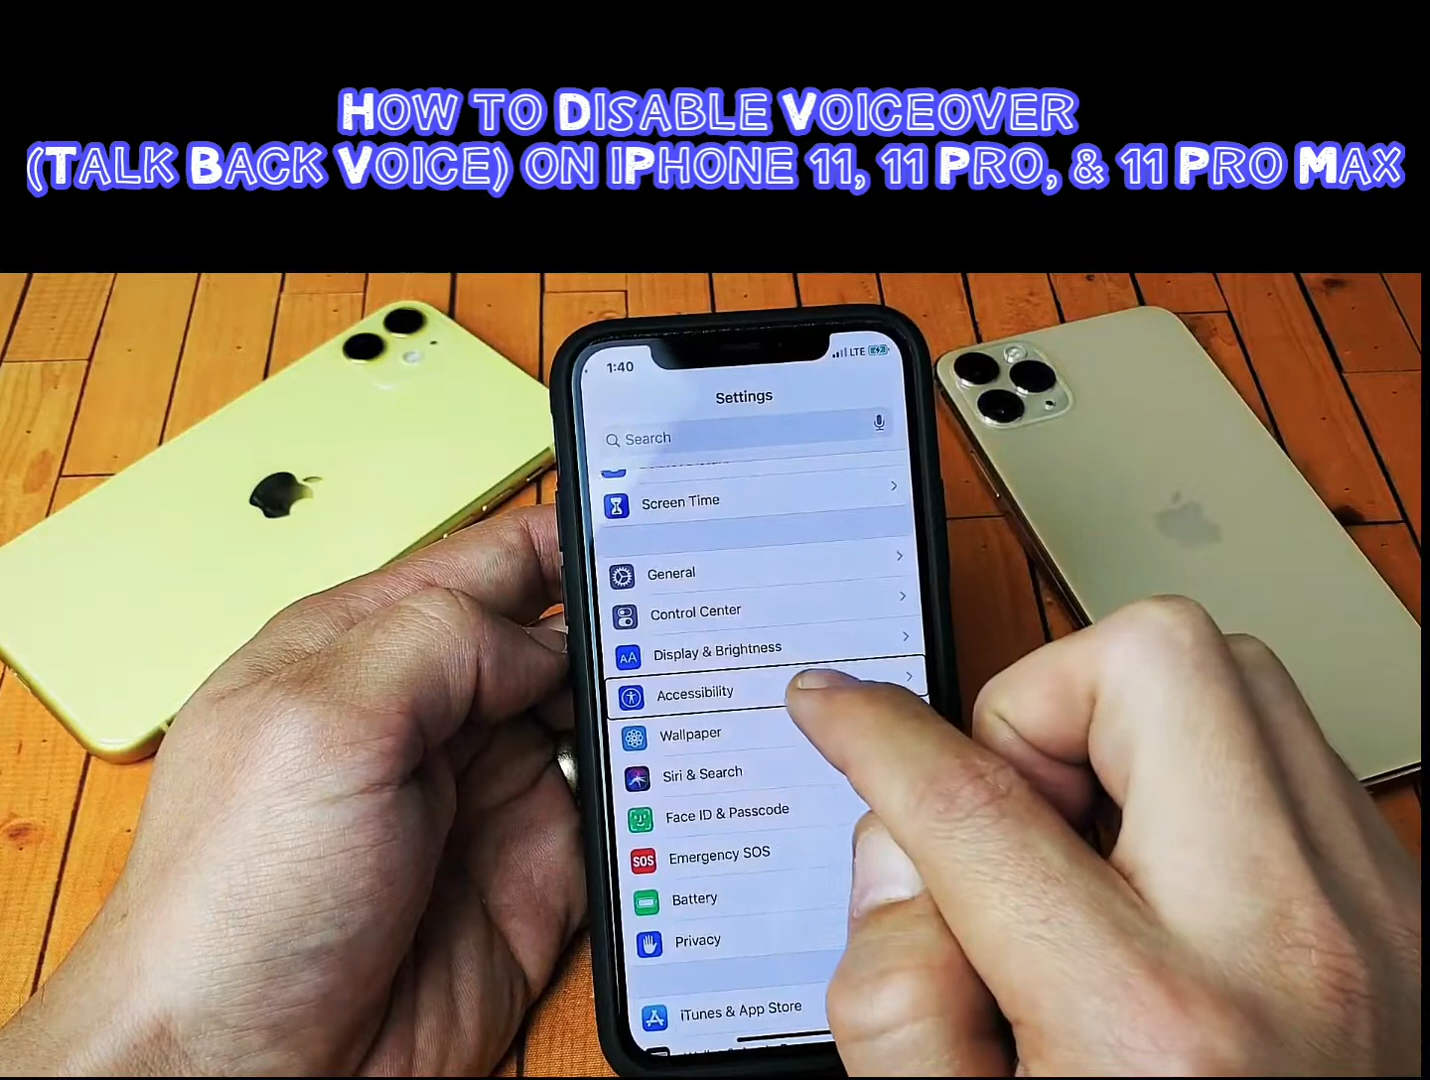 How to Disable Voiceover
(Talk Back Voice) on iPhone 11, 11 Pro, & 11 Pro Max
1:40
LTE
Settings
Search
Screen Time
General
Control Center
Display & Brightness
AA
Accessibility
Wallpaper
Siri & Search
Face ID & Passcode
SOS
Emergency SOS
Battery
Privacy
iTunes & App Store